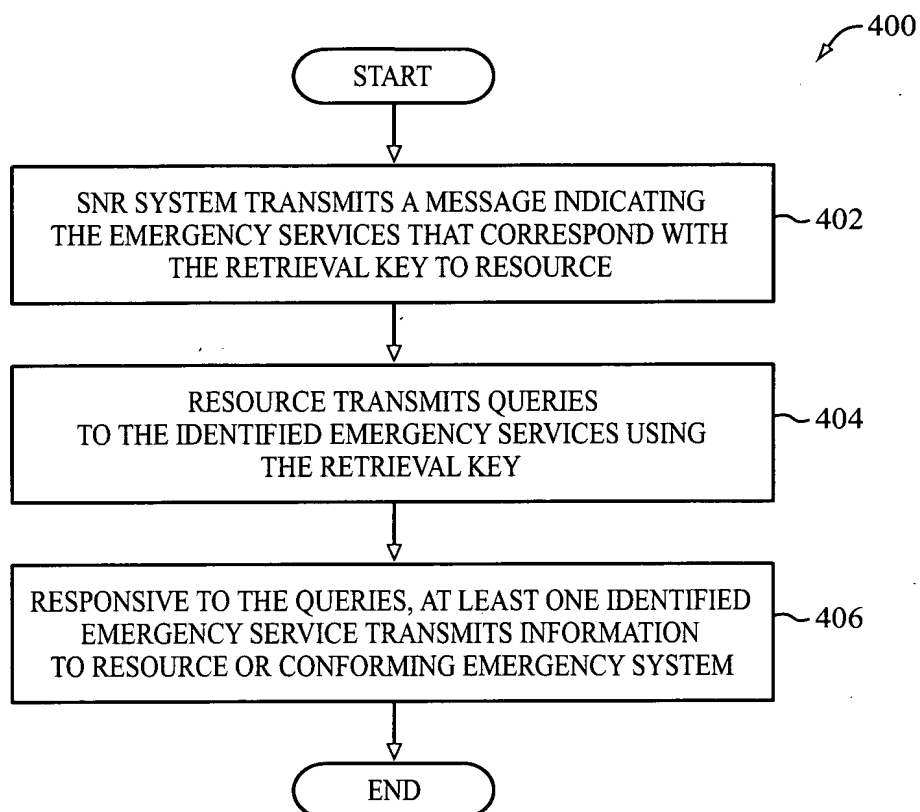 400
START
SNR SYSTEM TRANSMITS A MESSAGE INDICATING
THE EMERGENCY SERVICES THAT CORRESPOND WITH
THE RETRIEVAL KEY TO RESOURCE
402
RESOURCE TRANSMITS QUERIES
TO THE IDENTIFIED EMERGENCY SERVICES USING
THE RETRIEVAL KEY
404
RESPONSIVE TO THE QUERIES, AT LEAST ONE IDENTIFIED
EMERGENCY SERVICE TRANSMITS INFORMATION
TO RESOURCE OR CONFORMING EMERGENCY SYSTEM
406
END